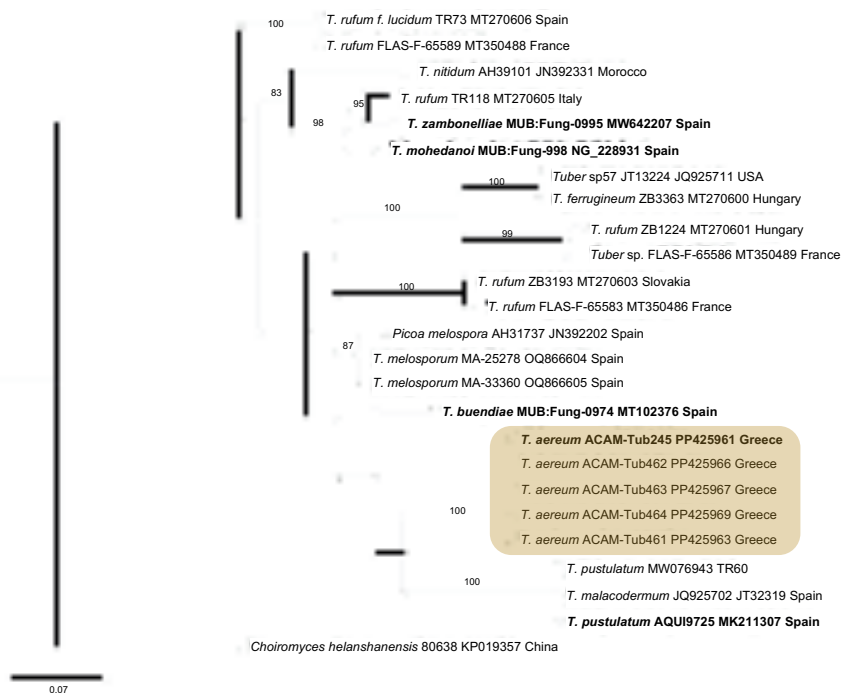 100
T. rufum f. lucidum TR73 MT270606 Spain
T. rufum FLAS-F-65589 MT350488 France
T. nitidum AH39101 JN392331 Morocco
83
95
T. rufum TR118 MT270605 Italy
98
T. zambonelliae MUB:Fung-0995 MW642207 Spain
T. mohedanoi MUB:Fung-998 NG_228931 Spain
Tuber sp57 JT13224 JQ925711 USA
100
T. ferrugineum ZB3363 MT270600 Hungary
100
T. rufum ZB1224 MT270601 Hungary
99
Tuber sp. FLAS-F-65586 MT350489 France
T. rufum ZB3193 MT270603 Slovakia
100
T. rufum FLAS-F-65583 MT350486 France
Picoa melospora AH31737 JN392202 Spain
87
T. melosporum MA-25278 OQ866604 Spain
T. melosporum MA-33360 OQ866605 Spain
T. buendiae MUB:Fung-0974 MT102376 Spain
T. aereum ACAM-Tub245 PP425961 Greece
T. aereum ACAM-Tub462 PP425966 Greece
T. aereum ACAM-Tub463 PP425967 Greece
100
T. aereum ACAM-Tub464 PP425969 Greece
T. aereum ACAM-Tub461 PP425963 Greece
T. pustulatum MW076943 TR60
100
T. malacodermum JQ925702 JT32319 Spain
T. pustulatum AQUI9725 MK211307 Spain
Choiromyces helanshanensis 80638 KP019357 China
0.07